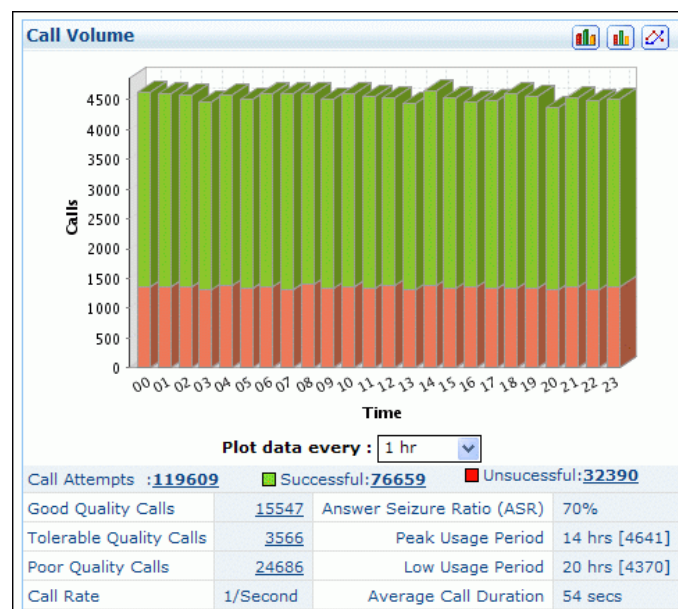 Call Volume
4500
4000
3500
3000
2500
2000
1500
1000
500
0
Calls
00 01 02 03 04 05 06 07 08 09 10 11 12 13 14 15 16 17 18 19 20 21 22 23
Time
Plot data every : 1 hr
Call Attempts :119609 Successful:76659 Unsucessful:32390
Good Quality Calls 15547 Answer Seizure Ratio (ASR) 70%
Tolerable Quality Calls 3566 Peak Usage Period 14 hrs [4641]
Poor Quality Calls 24686 Low Usage Period 20 hrs [4370]
Call Rate 1/Second Average Call Duration 54 secs